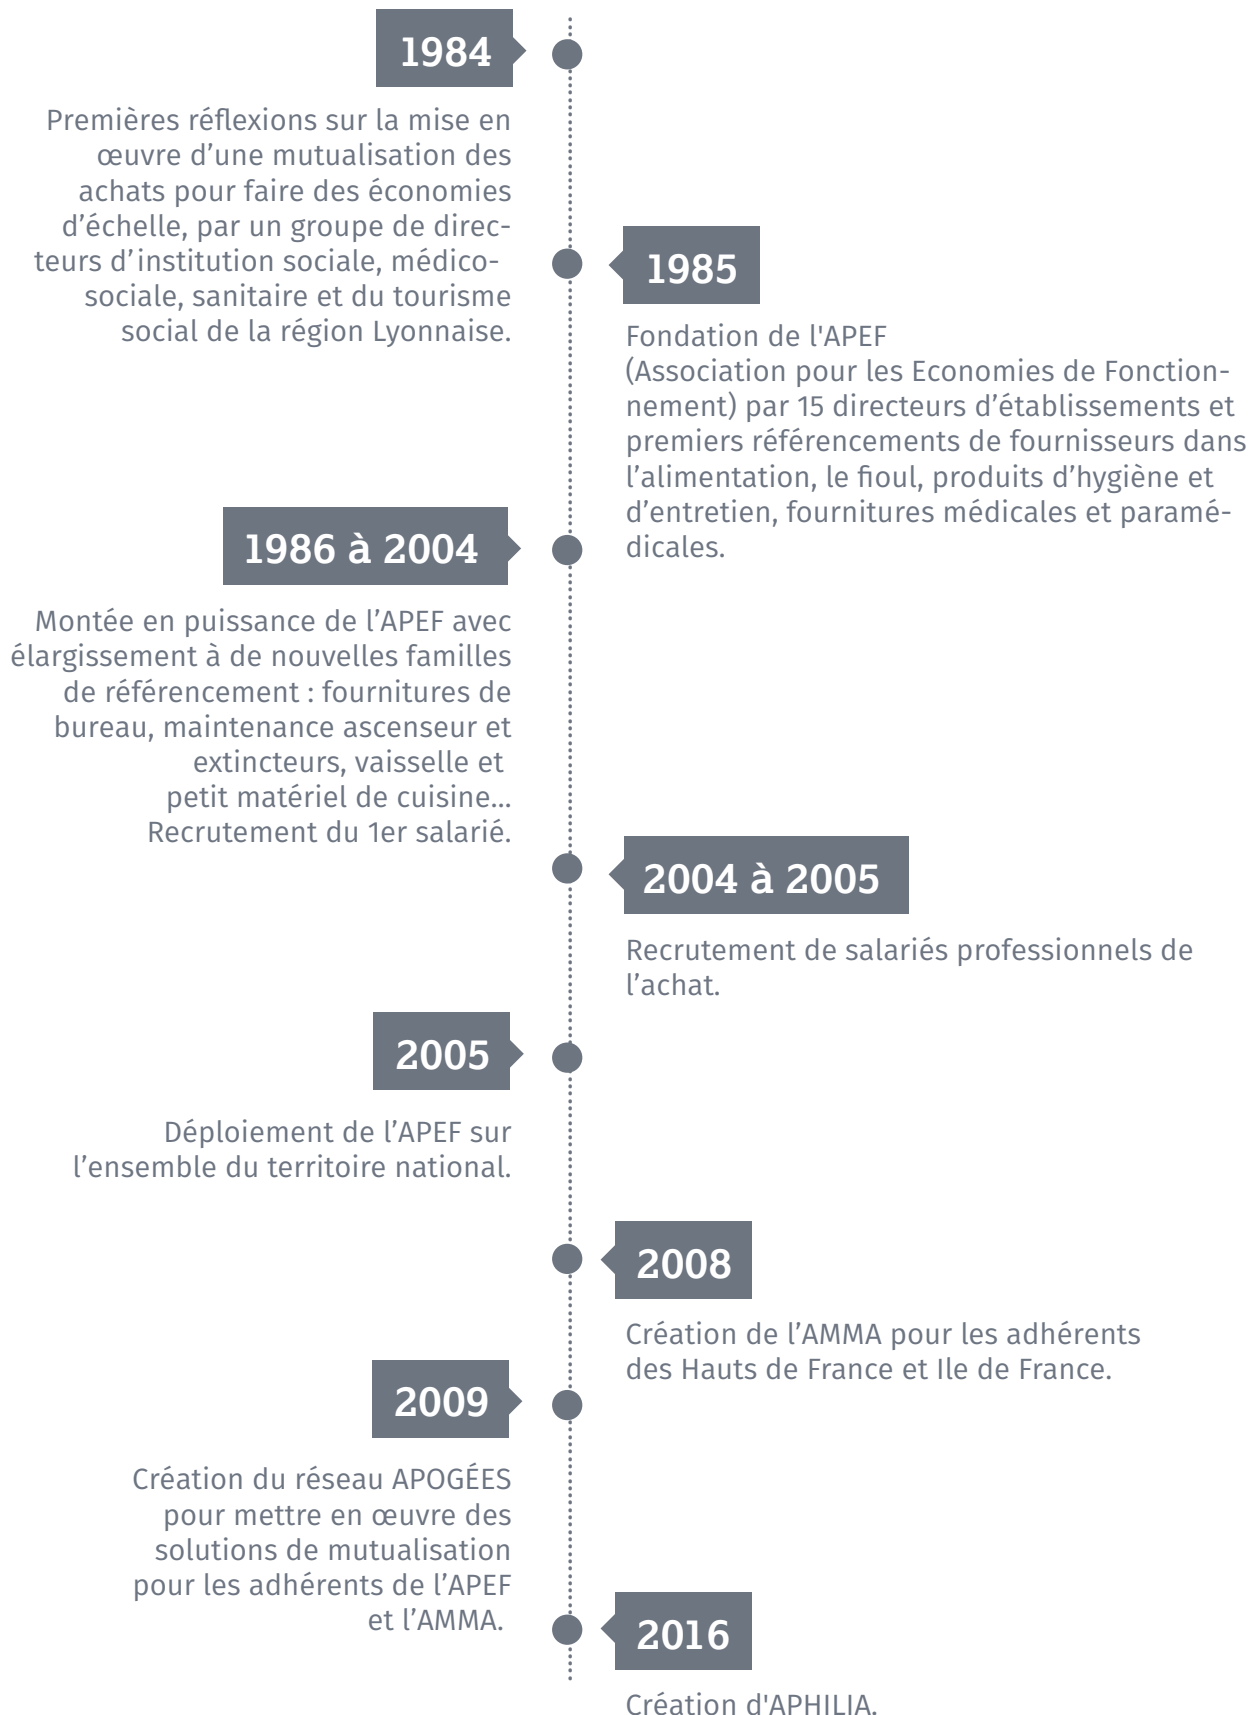 1984
Premières réflexions sur la mise en
œuvre d’une mutualisation des
achats pour faire des économies
d’échelle, par un groupe de direc-
teurs d’institution sociale, médico-
sociale, sanitaire et du tourisme
social de la région Lyonnaise.
1985
Fondation de l'APEF
(Association pour les Economies de Fonction-
nement) par 15 directeurs d’établissements et
premiers référencements de fournisseurs dans
l’alimentation, le fioul, produits d’hygiène et
d’entretien, fournitures médicales et paramé-
dicales.
1986 à 2004
Montée en puissance de l’APEF avec
élargissement à de nouvelles familles
de référencement : fournitures de
bureau, maintenance ascenseur et
extincteurs, vaisselle et
petit matériel de cuisine...
Recrutement du 1er salarié.
2004 à 2005
Recrutement de salariés professionnels de
l’achat.
2005
Déploiement de l’APEF sur
l’ensemble du territoire national.
2008
Création de l’AMMA pour les adhérents
des Hauts de France et Ile de France.
2009
Création du réseau APOGÉES
pour mettre en œuvre des
solutions de mutualisation
pour les adhérents de l’APEF
et l’AMMA.
2016
Création d'APHILIA.